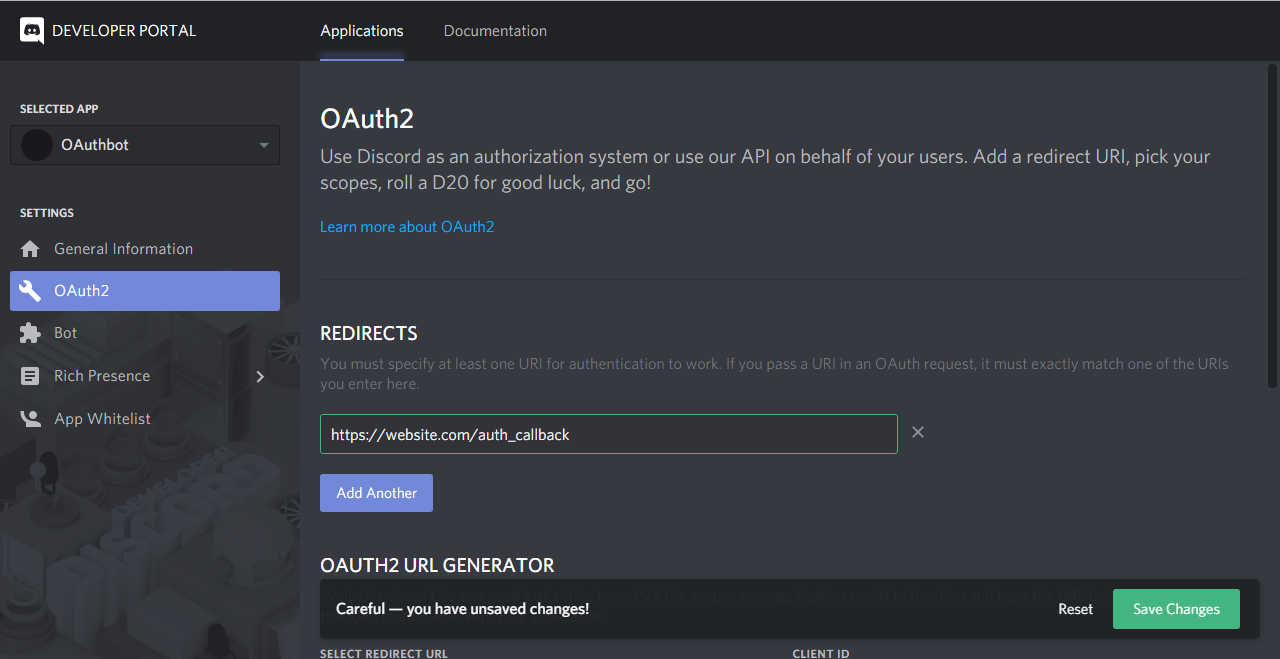 DEVELOPER PORTAL
Applications
Documentation
SELECTED APP
OAuthbot
SETTINGS
General Information
OAuth2
Bot
Rich Presence
App Whitelist
OAuth2
Use Discord as an authorization system or use our API on behalf of your users. Add a redirect URI, pick your
scopes, roll a D20 for good luck, and go!
Learn more about OAuth2
REDIRECTS
You must specify at least one URI for authentication to work. If you pass a URI in an OAuth request, it must exactly match one of the URIs
you enter here.
https://website.com/auth_callback
Add Another
OAUTH2 URL GENERATOR
Careful — you have unsaved changes!
Reset
Save Changes
SELECT REDIRECT URL
CLIENT ID